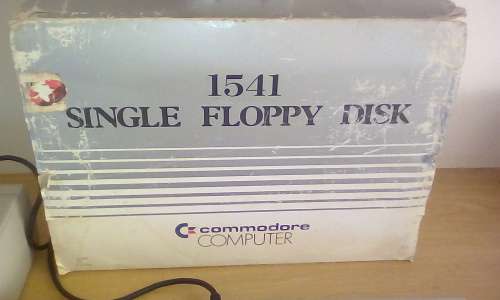 1541
SINGLE FLOPPY DISK
commodore
COMPUTER